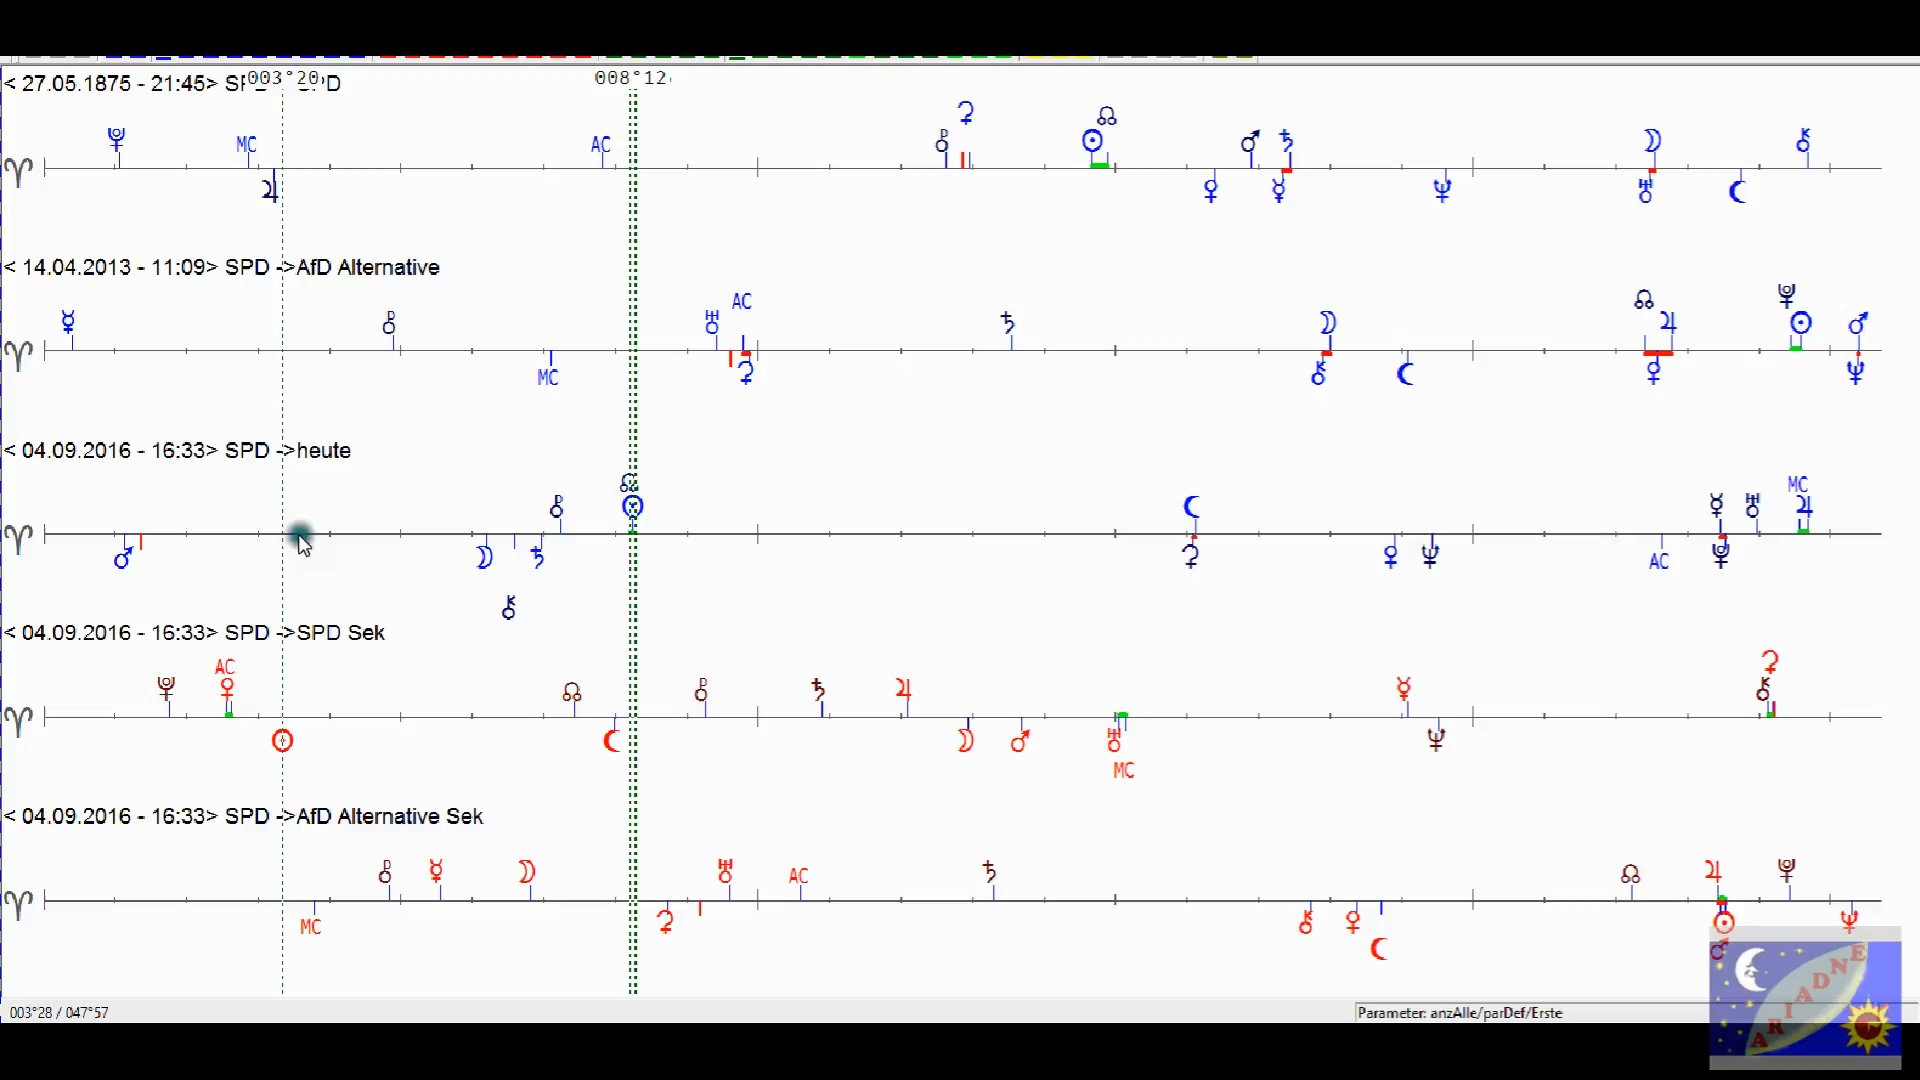 003°20 008°12
< 27.05.1875 - 21:45> SPD
MC AC
< 14.04.2013 - 11:09> SPD ->AfD Alternative
AC
MC
< 04.09.2016 - 16:33> SPD ->heute
MC
AC
< 04.09.2016 - 16:33> SPD ->SPD Sek
AC
MC
< 04.09.2016 - 16:33> SPD ->AfD Alternative Sek
AC
MC
ARIADNE
003°28 / 047°57 Parameter: anzAlle/parDef/Erste